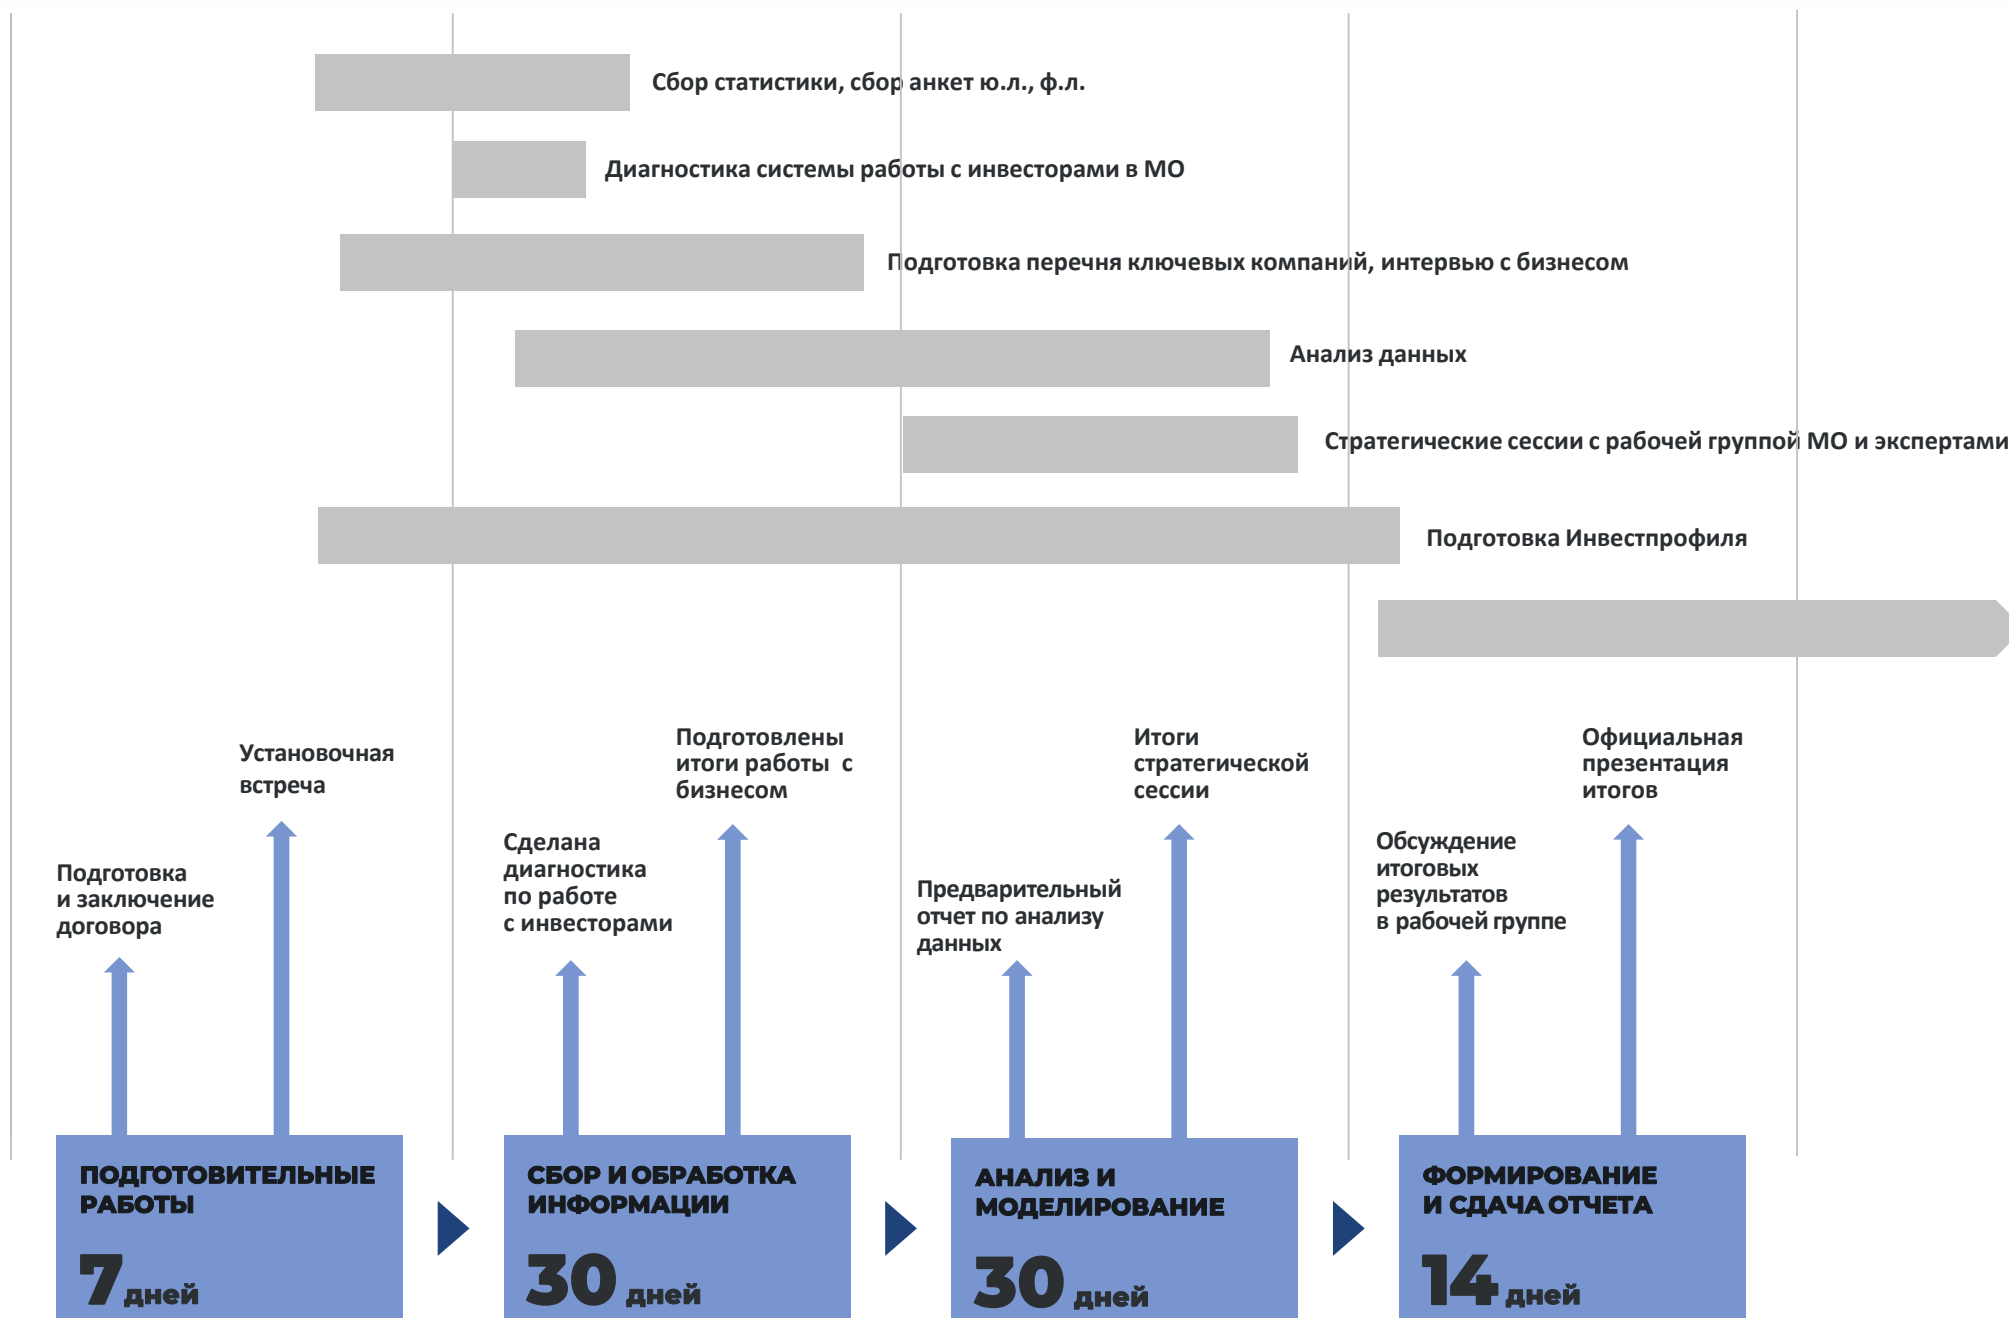 Сбор статистики, сбор анкет ю.л., ф.л.
Диагностика системы работы с инвесторами в МО
Подготовка перечня ключевых компаний, интервью с бизнесом
Анализ данных
Стратегические сессии с рабочей группой МО и экспертами
Подготовка Инвестпрофиля
Подготовка
и заключение
договора
Установочная
встреча
Сделана
диагностика
по работе
с инвесторами
Подготовлены
итоги работы с
бизнесом
Предварительный
отчет по анализу
данных
Итоги
стратегической
сессии
Обсуждение
итоговых
результатов
в рабочей группе
Официальная
презентация
итогов
ПОДГОТОВИТЕЛЬНЫЕ
РАБОТЫ
7 дней
СБОР И ОБРАБОТКА
ИНФОРМАЦИИ
30 дней
АНАЛИЗ И
МОДЕЛИРОВАНИЕ
30 дней
ФОРМИРОВАНИЕ
И СДАЧА ОТЧЕТА
14 дней